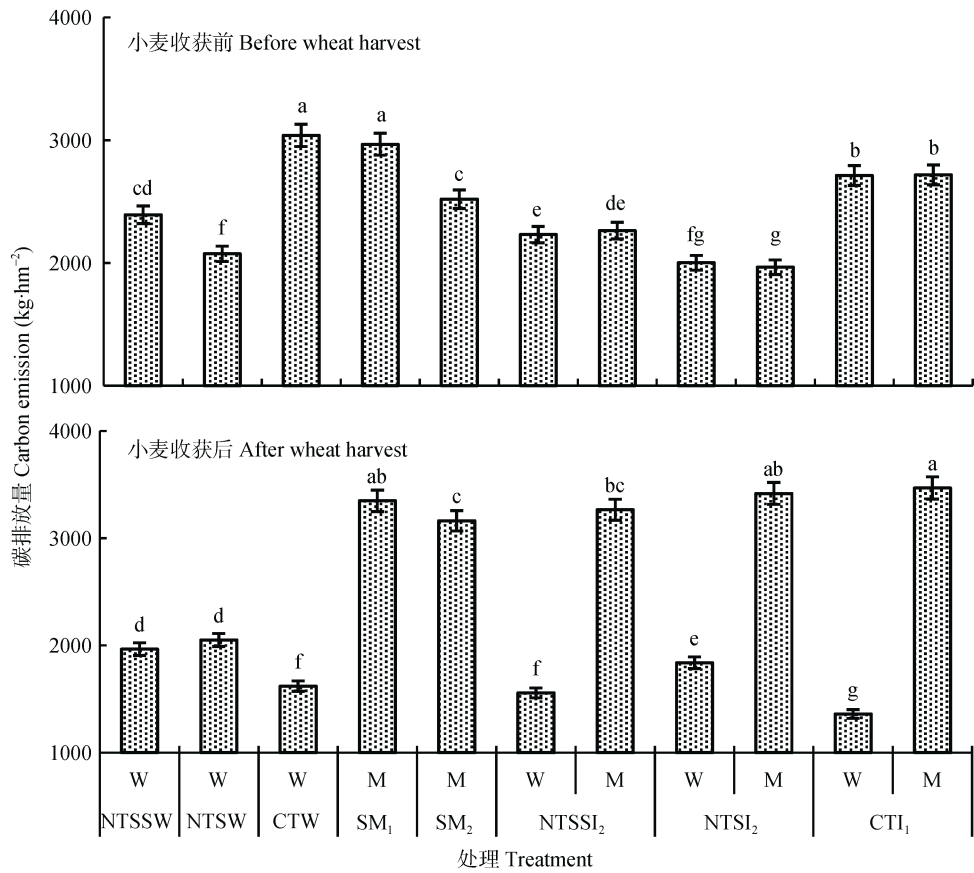 碳排放量 Carbon emission (kg·hm⁻²)
4000
小麦收获前 Before wheat harvest
3000
2000
1000
cd f a a c e de fg g b b
4000
小麦收获后 After wheat harvest
3000
2000
1000
d d f ab c f bc e ab g a
W W W M M W M W M W M
NTSSW NTSW CTW SM₁ SM₂ NTSSI₂ NTSI₂ CTI₁
处理 Treatment